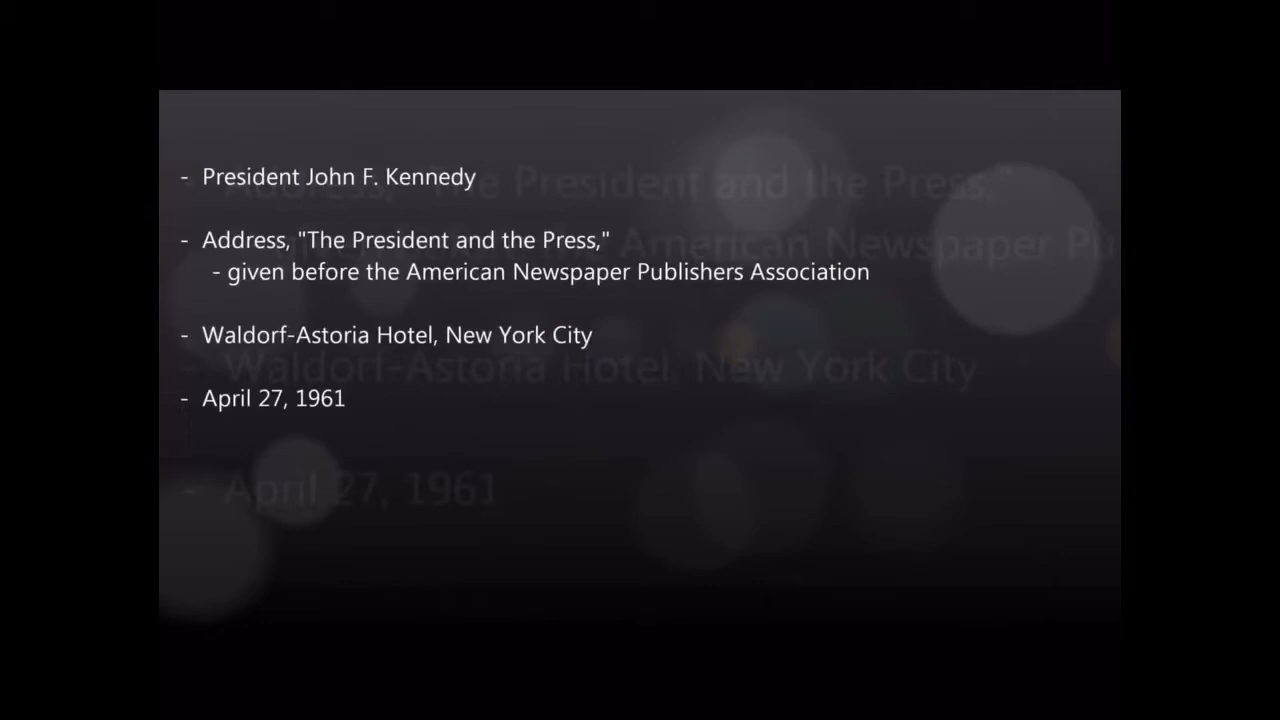 - President John F. Kennedy
- Address, "The President and the Press,"
- given before the American Newspaper Publishers Association
- Waldorf-Astoria Hotel, New York City
- April 27, 1961